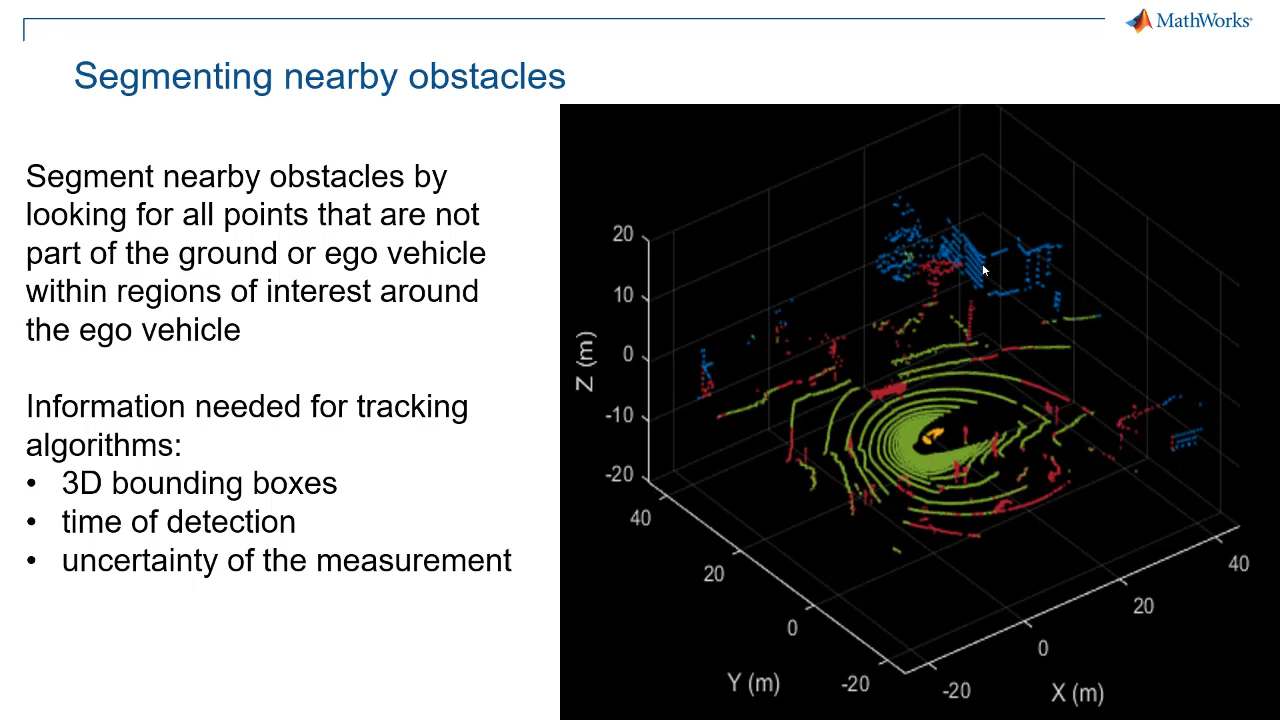 MathWorks®
Segmenting nearby obstacles
Segment nearby obstacles by
looking for all points that are not
part of the ground or ego vehicle
within regions of interest around
the ego vehicle
Information needed for tracking
algorithms:
• 3D bounding boxes
• time of detection
• uncertainty of the measurement
20
10
0
-10
-20
Z (m)
40
20
0
-20
Y (m)
-20
0
20
40
X (m)